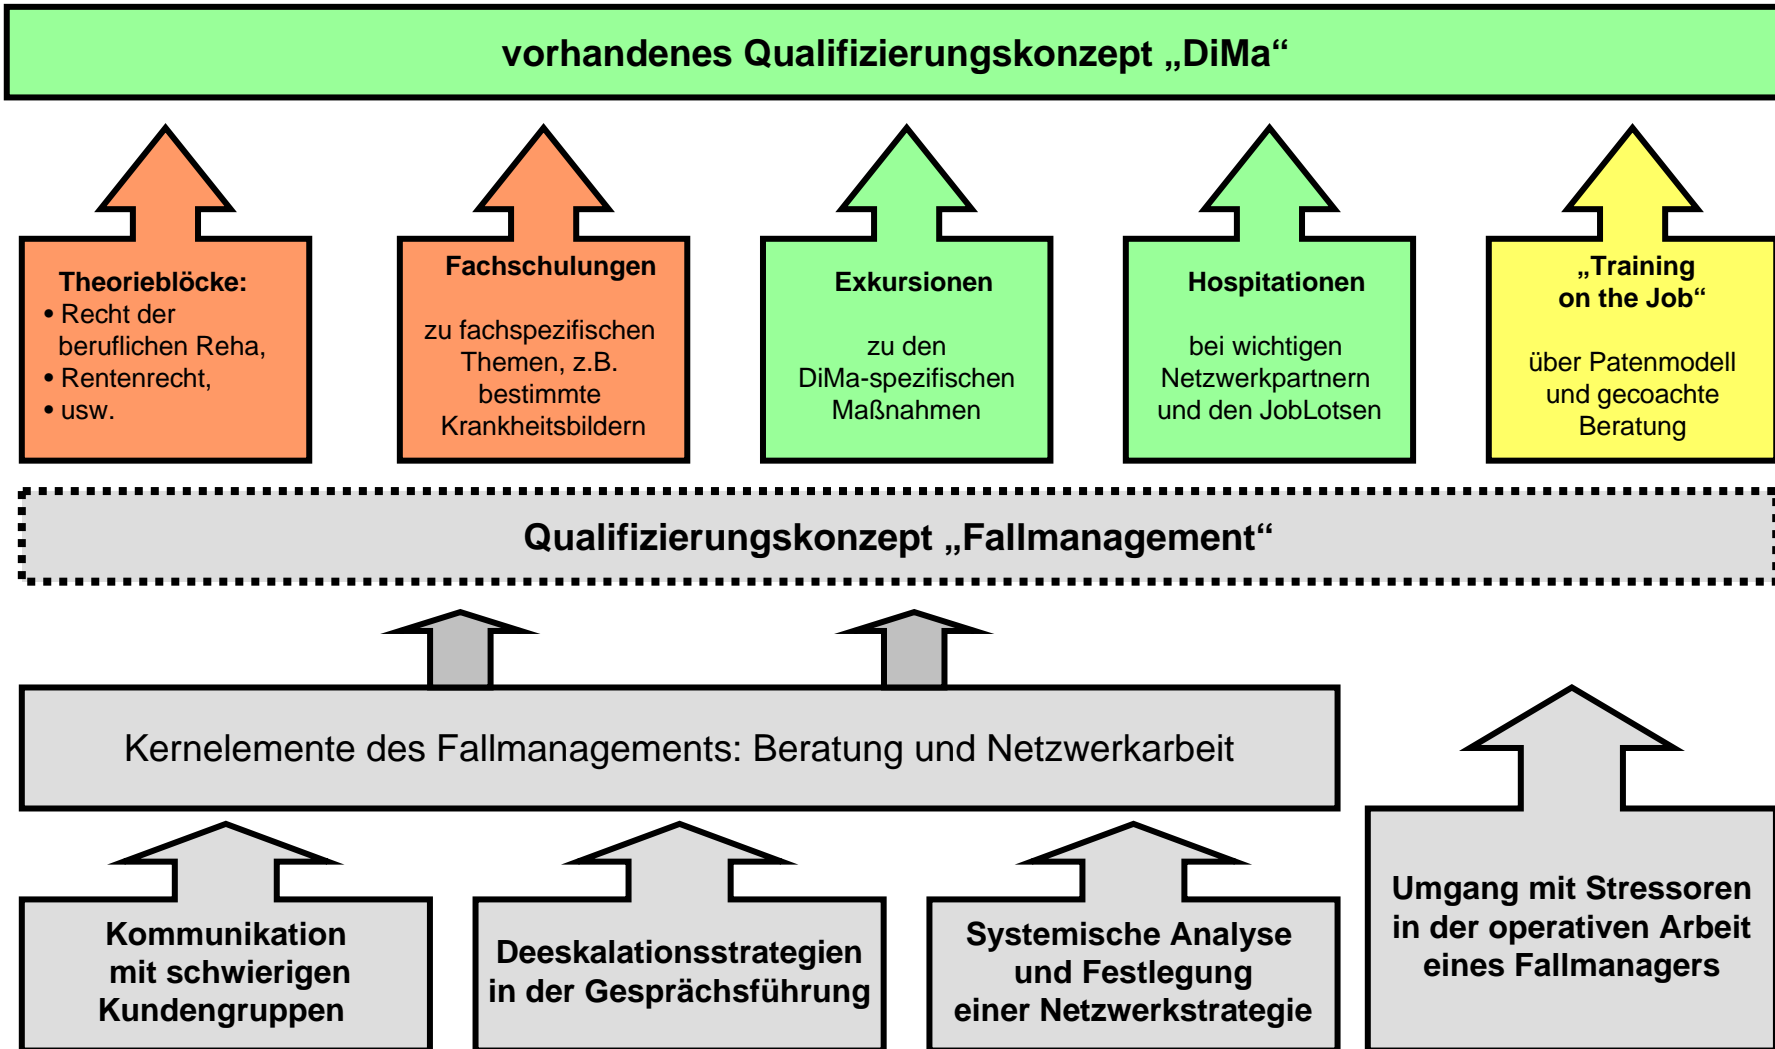 vorhandenes Qualifizierungskonzept „DiMa“
Theorieblöcke:
• Recht der
beruflichen Reha,
• Rentenrecht,
• usw.
Fachschulungen
zu fachspezifischen
Themen, z.B.
bestimmte
Krankheitsbildern
Exkursionen
zu den
DiMa-spezifischen
Maßnahmen
Hospitationen
bei wichtigen
Netzwerkpartnern
und den JobLotsen
„Training
on the Job“
über Patenmodell
und gecoachte
Beratung
Qualifizierungskonzept „Fallmanagement“
Kernelemente des Fallmanagements: Beratung und Netzwerkarbeit
Kommunikation
mit schwierigen
Kundengruppen
Deeskalationsstrategien
in der Gesprächsführung
Systemische Analyse
und Festlegung
einer Netzwerkstrategie
Umgang mit Stressoren
in der operativen Arbeit
eines Fallmanagers